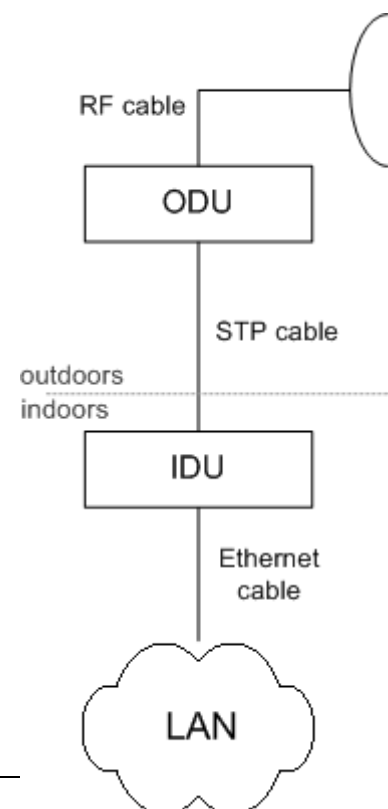 RF cable
ODU
STP cable
outdoors
indoors
IDU
Ethernet
cable
LAN